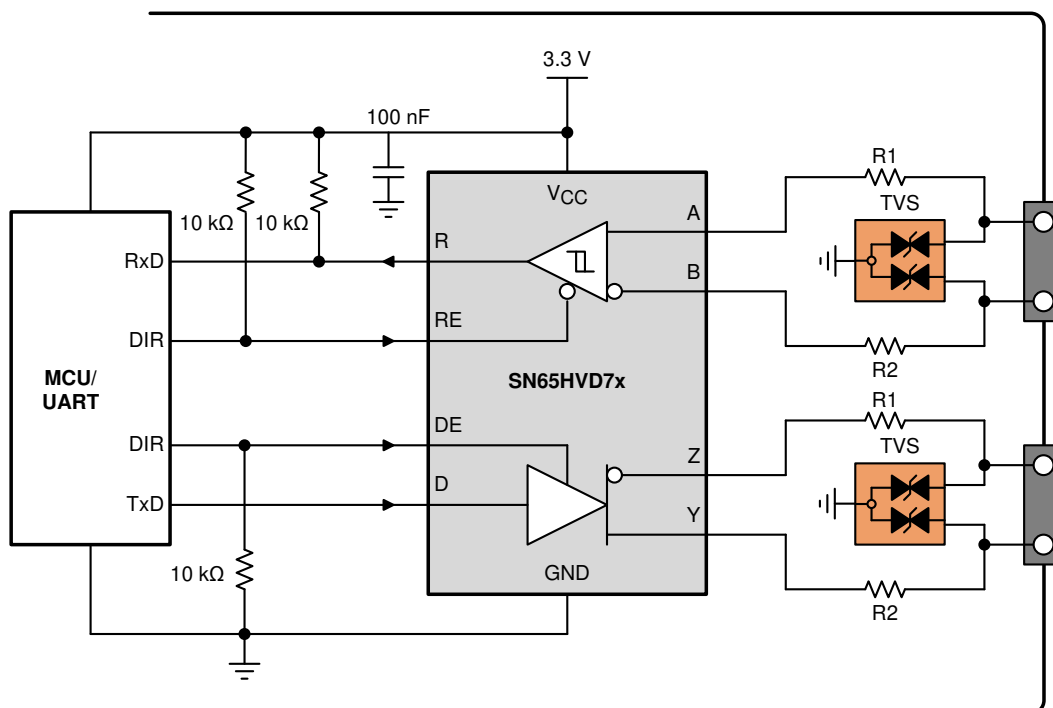 3.3 V
100 nF
R1
TVS
VCC
A
10 kΩ
10 kΩ
R
RxD
B
RE
DIR
R2
MCU/
UART
SN65HVD7x
R1
TVS
DE
DIR
Z
D
TxD
Y
10 kΩ
GND
R2